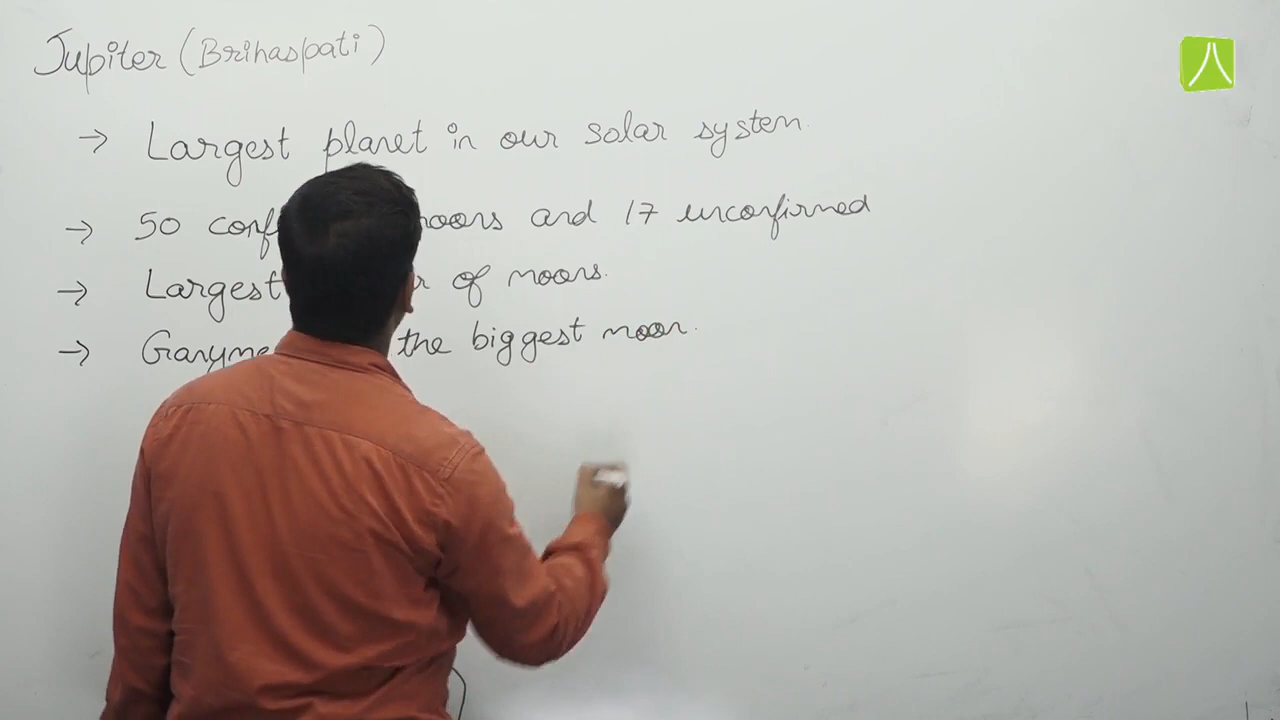 Jupiter (Brihaspati)
→ Largest planet in our solar system.
→ 50 conf moons and 17 unconfirmed
→ Largest of moons.
→ Ganyme the biggest moon.